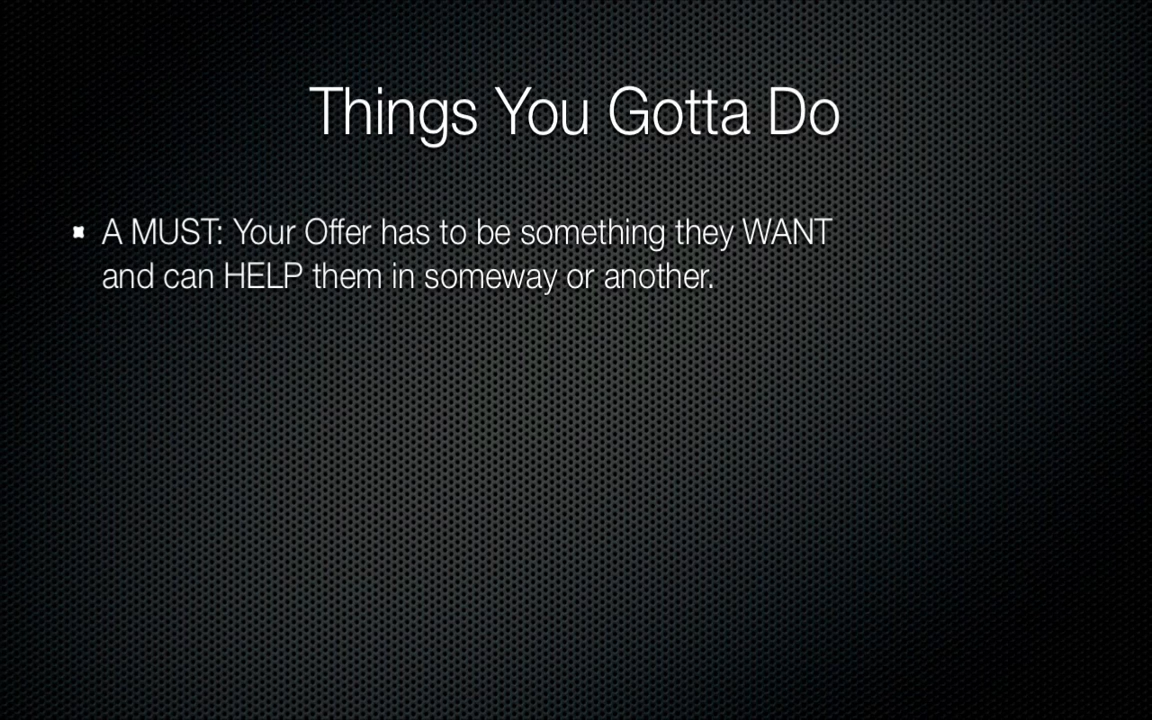 Things You Gotta Do
A MUST: Your Offer has to be something they WANT
and can HELP them in someway or another.